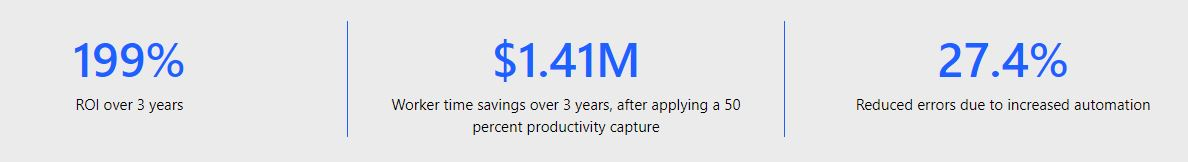 199%
ROI over 3 years
$1.41M
Worker time savings over 3 years, after applying a 50
percent productivity capture
27.4%
Reduced errors due to increased automation